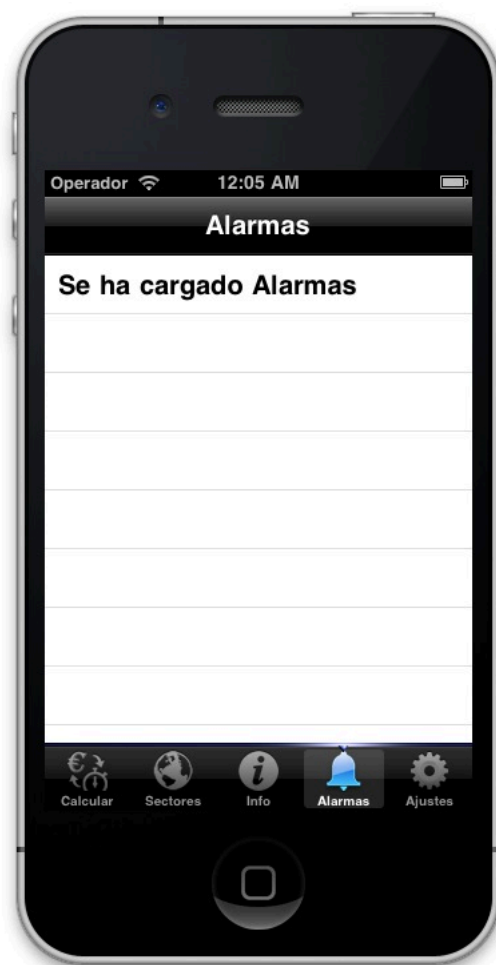 Operador 12:05 AM
Alarmas
Se ha cargado Alarmas
Calcular Sectores Info Alarmas Ajustes